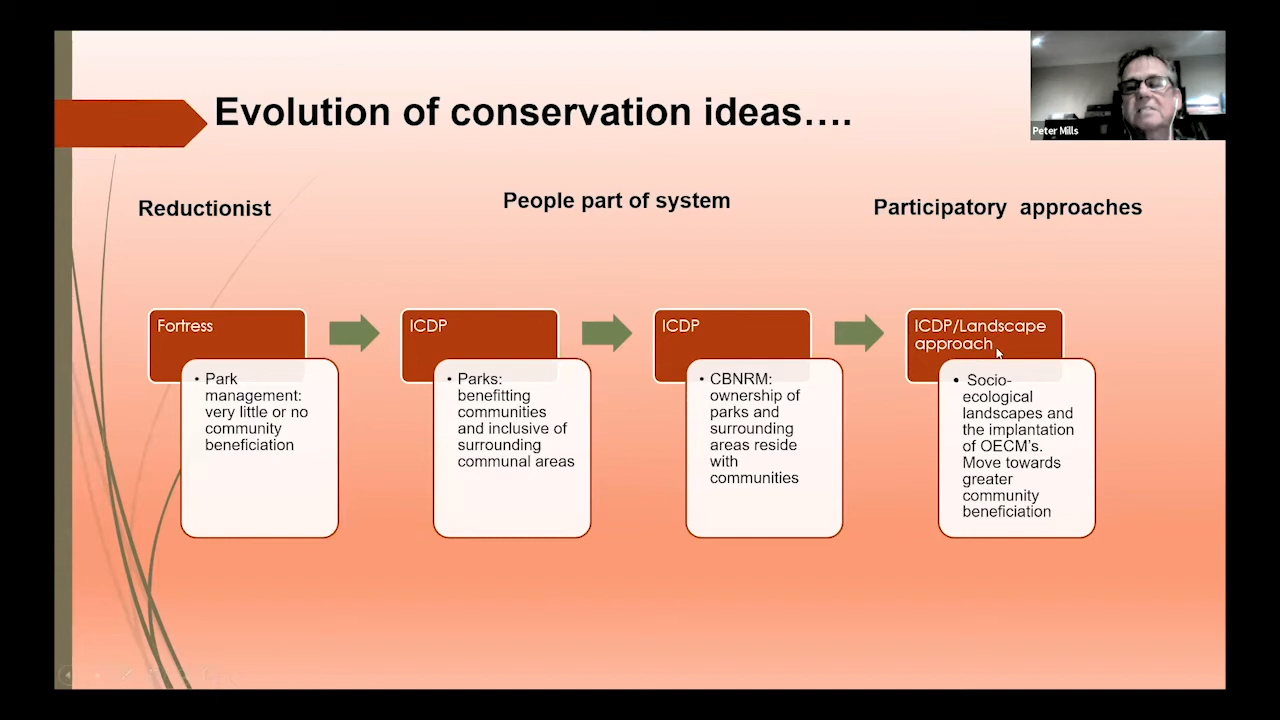 Evolution of conservation ideas….
Peter Mills
Reductionist
People part of system
Participatory approaches
Fortress
• Park
management:
very little or no
community
beneficiation
ICDP
• Parks:
benefitting
communities
and inclusive of
surrounding
communal areas
ICDP
• CBNRM:
ownership of
parks and
surrounding
areas reside
with
communities
ICDP/Landscape
approach
• Socio-
ecological
landscapes and
the implantation
of OECM's.
Move towards
greater
community
beneficiation